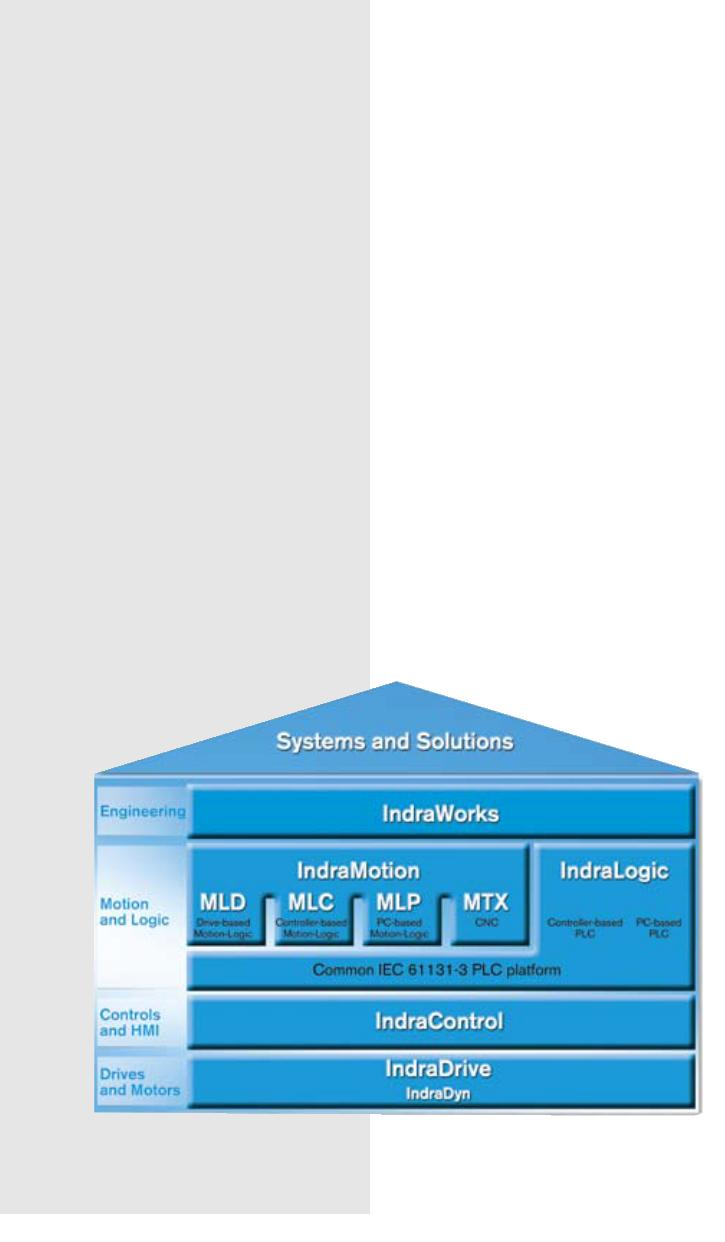 Systems and Solutions
Engineering
IndraWorks
Motion
and Logic
IndraMotion
MLD
Drive-based
Motion-Logic
MLC
Controller-based
Motion-Logic
MLP
PC-based
Motion-Logic
MTX
CNC
IndraLogic
Controller-based
PLC
PC-based
PLC
Common IEC 61131-3 PLC platform
Controls
and HMI
IndraControl
Drives
and Motors
IndraDrive
IndraDyn